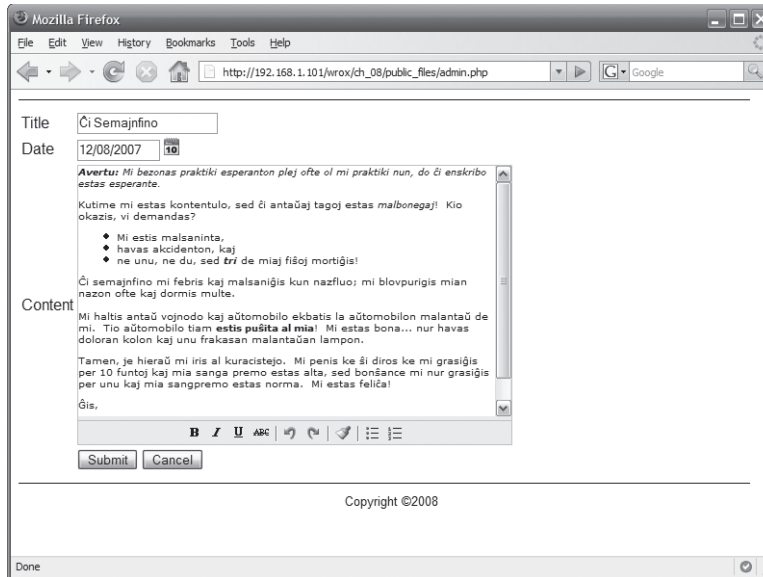 Mozilla Firefox
File Edit View History Bookmarks Tools Help
http://192.168.1.101/wrox/ch_08/public_files/admin.php
G Google
Title Ĉi Semajnfino
Date 12/08/2007 10
Content
Avertu: Mi bezonas praktiki esperanton plej ofte ol mi praktiki nun, do ĉi enskribo
estas esperante.
Kutime mi estas kontentulo, sed ĉi antaŭaj tagoj estas malbonegaj! Kio
okazis, vi demandas?
Mi estis malsaninta,
havas akcidenton, kaj
ne unu, ne du, sed tri de miaj fiŝoj mortiĝis!
Ĉi semajnfino mi febris kaj malsaniĝis kun nazfluo; mi blovpurigis mian
nazon ofte kaj dormis multe.
Mi haltis antaŭ vojnodo kaj aŭtomobilo ekbatis la aŭtomobilon malantaŭ de
mi. Tio aŭtomobilo tiam estis puŝita al mia! Mi estas bona... nur havas
doloran kolon kaj unu frakasan malantaŭan lampon.
Tamen, je hieraŭ mi iris al kuracistejo. Mi penis ke ŝi diros ke mi grasiĝis
per 10 funtoj kaj mia sanga premo estas alta, sed bonŝance mi nur grasiĝis
per unu kaj mia sangpremo estas norma. Mi estas feliĉa!
Ĝis,
B I U ABC
Submit Cancel
Copyright ©2008
Done